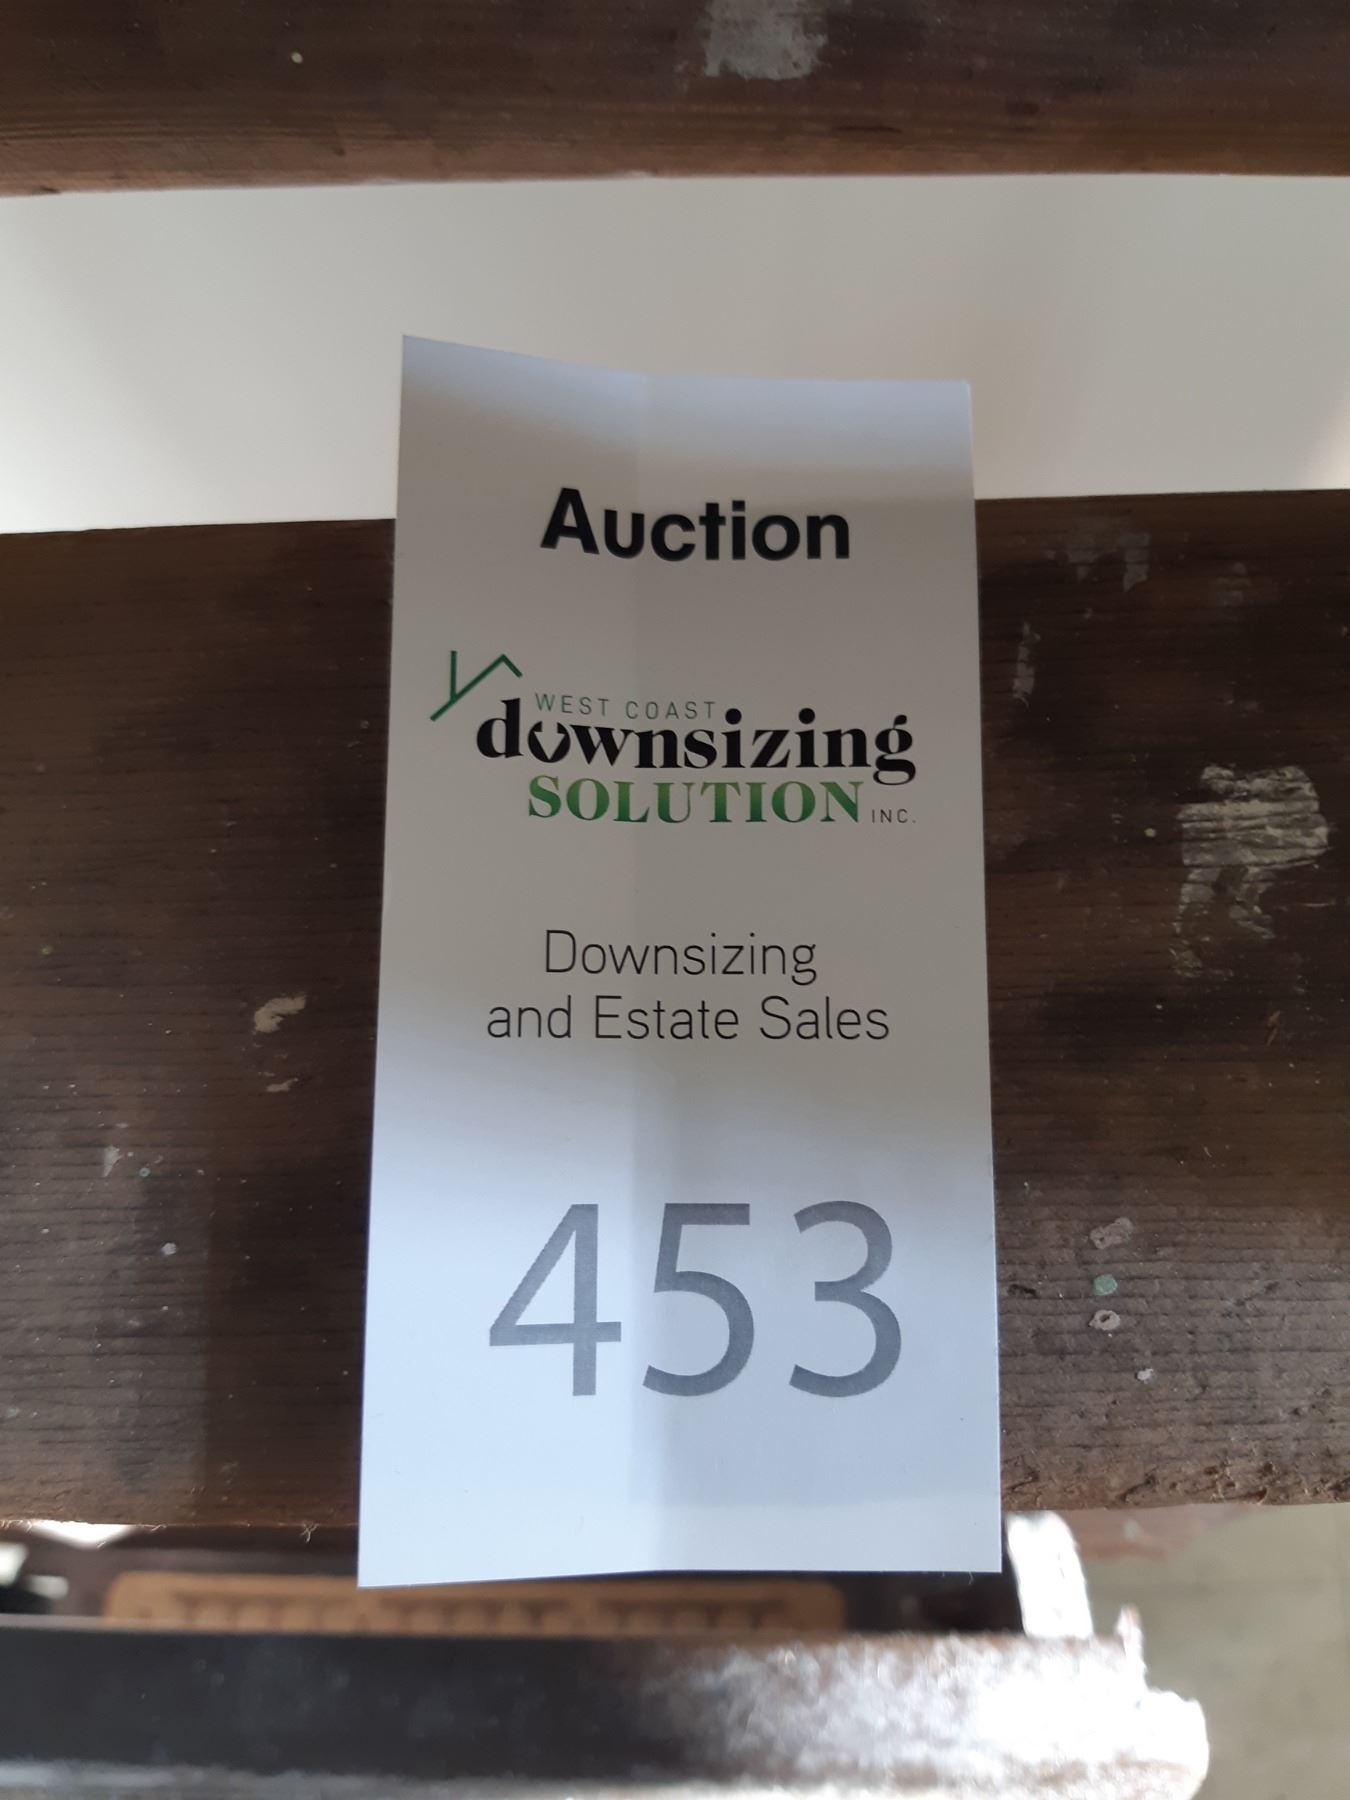 Auction
WEST COAST
downsizing
SOLUTION INC.
Downsizing
and Estate Sales
453